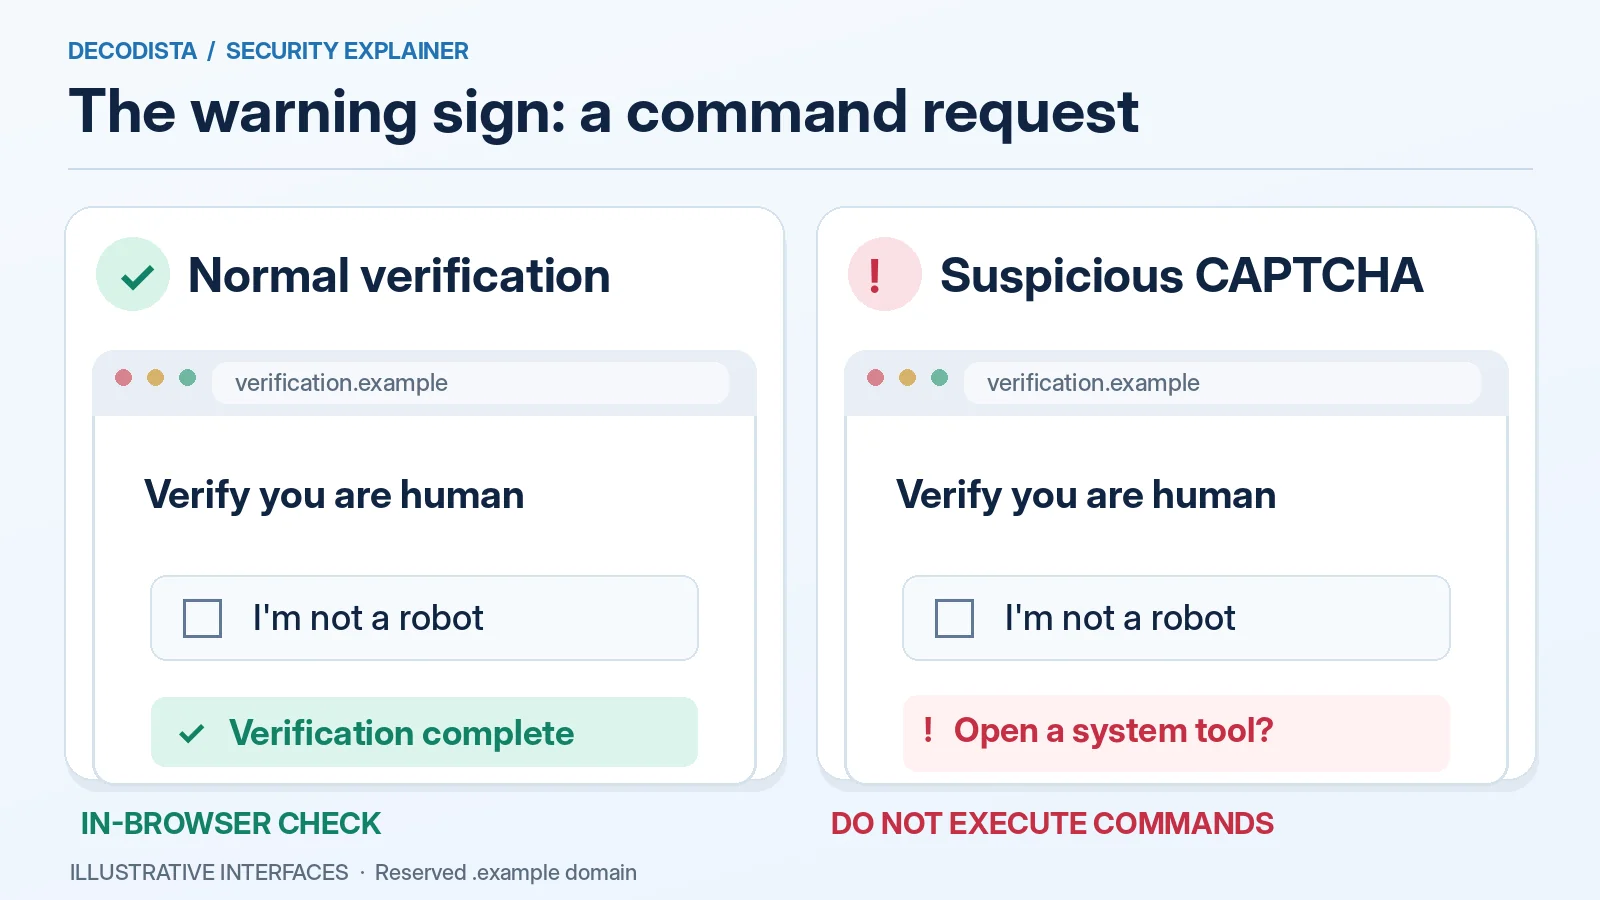 DECODISTA / SECURITY EXPLAINER
The warning sign: a command request
Normal verification
verification.example
Verify you are human
I'm not a robot
Verification complete
IN-BROWSER CHECK
! Suspicious CAPTCHA
verification.example
Verify you are human
I'm not a robot
! Open a system tool?
DO NOT EXECUTE COMMANDS
ILLUSTRATIVE INTERFACES · Reserved .example domain